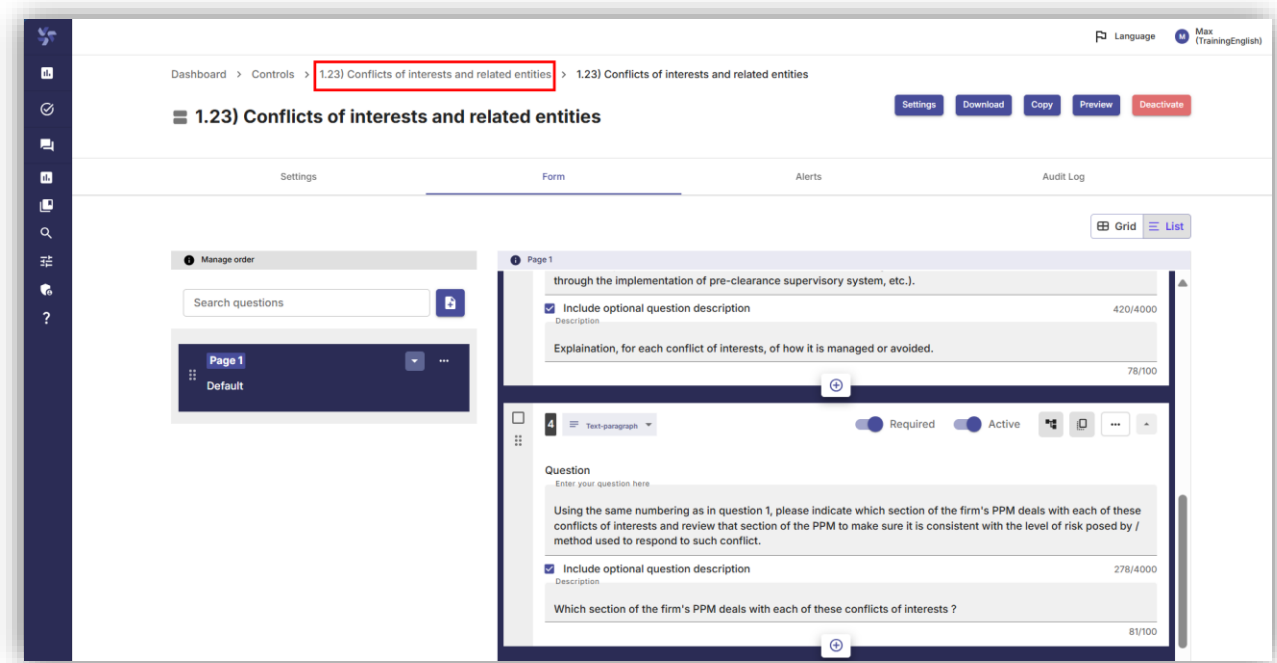 Language
M
Max
(TrainingEnglish)
Dashboard > Controls > 1.23) Conflicts of interests and related entities > 1.23) Conflicts of interests and related entities
1.23) Conflicts of interests and related entities
Settings
Download
Copy
Preview
Deactivate
Settings
Form
Alerts
Audit Log
Grid
List
Manage order
Page 1
Search questions
Page 1
Default
through the implementation of pre-clearance supervisory system, etc.).
Include optional question description
420/4000
Description
Explaination, for each conflict of interests, of how it is managed or avoided.
78/100
4
Text-paragraph
Required
Active
Question
Enter your question here
Using the same numbering as in question 1, please indicate which section of the firm's PPM deals with each of these
conflicts of interests and review that section of the PPM to make sure it is consistent with the level of risk posed by /
method used to respond to such conflict.
Include optional question description
278/4000
Description
Which section of the firm's PPM deals with each of these conflicts of interests ?
81/100